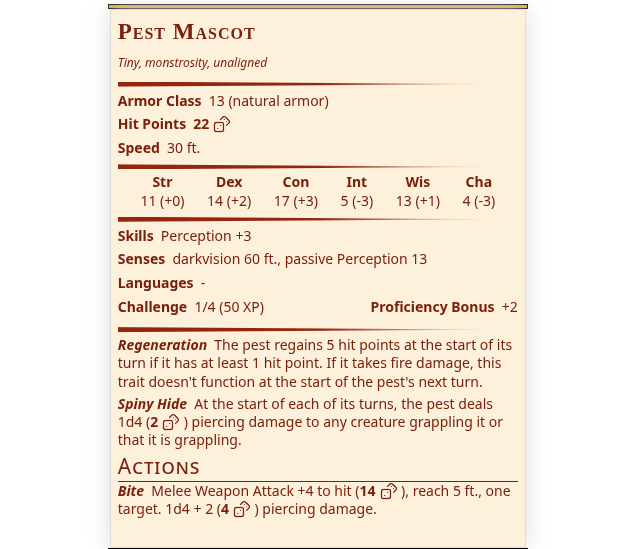 Pest Mascot
Tiny, monstrosity, unaligned
Armor Class 13 (natural armor)
Hit Points 22
Speed 30 ft.
Str Dex Con Int Wis Cha
11 (+0) 14 (+2) 17 (+3) 5 (-3) 13 (+1) 4 (-3)
Skills Perception +3
Senses darkvision 60 ft., passive Perception 13
Languages -
Challenge 1/4 (50 XP) Proficiency Bonus +2
Regeneration The pest regains 5 hit points at the start of its
turn if it has at least 1 hit point. If it takes fire damage, this
trait doesn't function at the start of the pest's next turn.
Spiny Hide At the start of each of its turns, the pest deals
1d4 (2 ) piercing damage to any creature grappling it or
that it is grappling.
Actions
Bite Melee Weapon Attack +4 to hit (14 ), reach 5 ft., one
target. 1d4 + 2 (4 ) piercing damage.